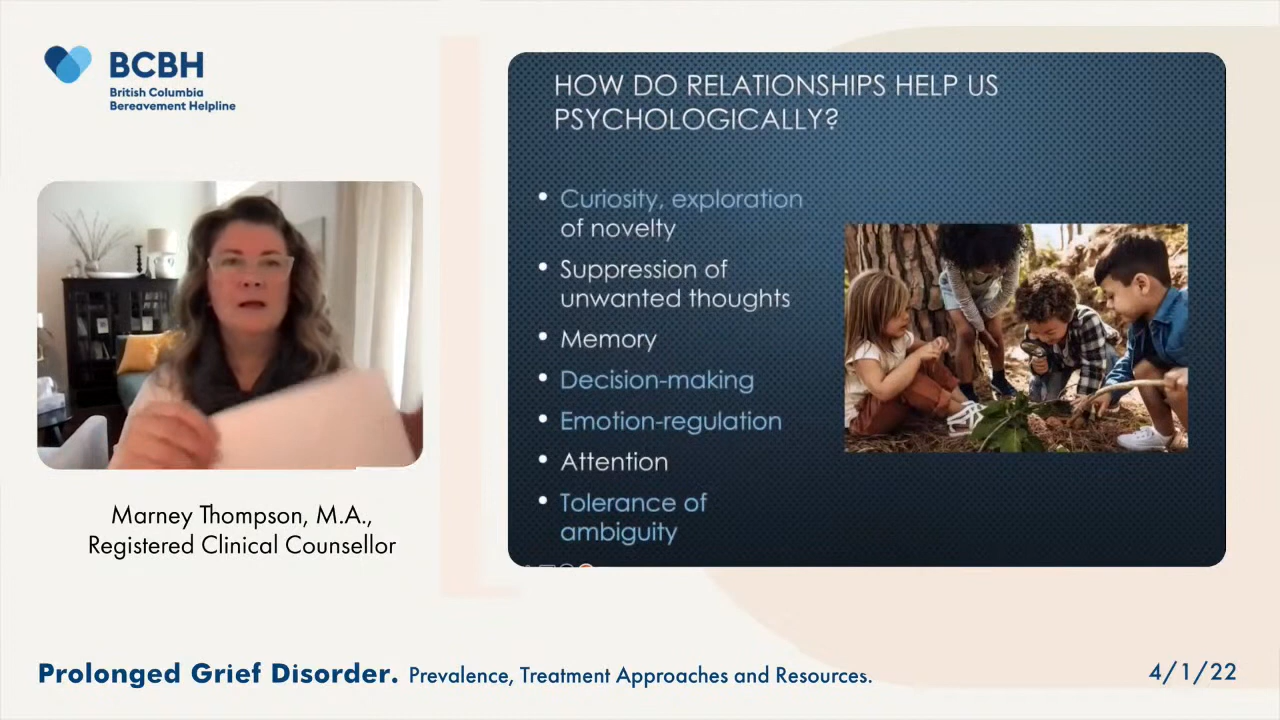 BCBH
British Columbia
Bereavement Helpline
HOW DO RELATIONSHIPS HELP US
PSYCHOLOGICALLY?
• Curiosity, exploration
of novelty
• Suppression of
unwanted thoughts
• Memory
• Decision-making
• Emotion-regulation
• Attention
• Tolerance of
ambiguity
Marney Thompson, M.A.,
Registered Clinical Counsellor
Prolonged Grief Disorder. Prevalence, Treatment Approaches and Resources.
4/1/22